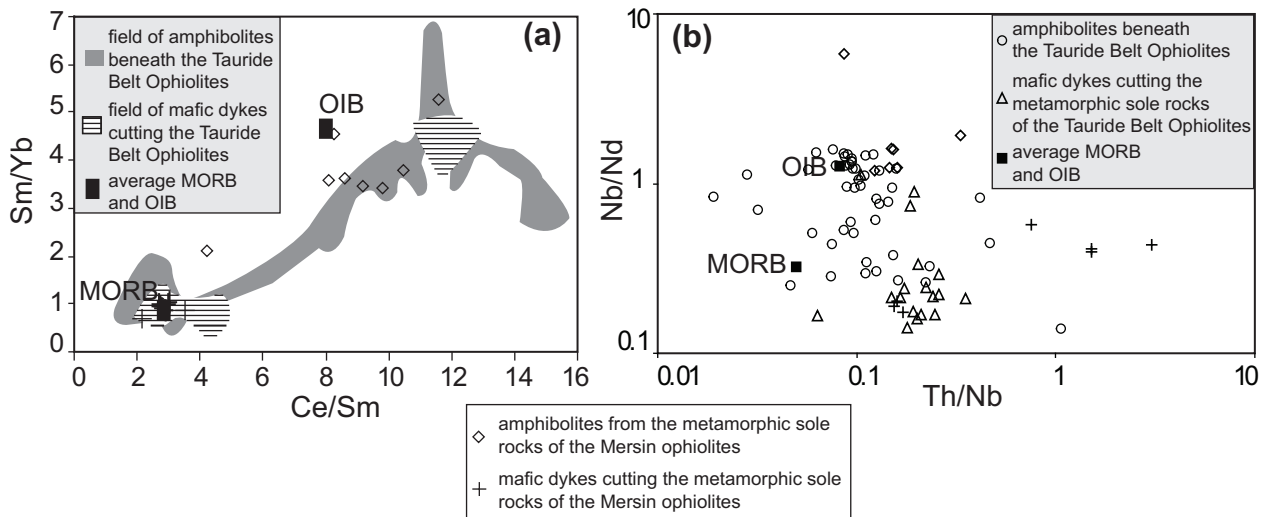 (a)
field of amphibolites
beneath the Tauride
Belt Ophiolites
field of mafic dykes
cutting the Tauride
Belt Ophiolites
average MORB
and OIB
OIB
MORB
Sm/Yb
7
6
5
4
3
2
1
0
0
2
4
6
8
10
12
14
16
Ce/Sm
(b)
amphibolites beneath
the Tauride Belt Ophiolites
mafic dykes cutting the
metamorphic sole rocks
of the Tauride Belt Ophiolites
average MORB
and OIB
OIB
MORB
Nb/Nd
10
1
0.1
0.01
0.1
1
10
Th/Nb
amphibolites from the metamorphic sole
rocks of the Mersin ophiolites
mafic dykes cutting the metamorphic sole
rocks of the Mersin ophiolites